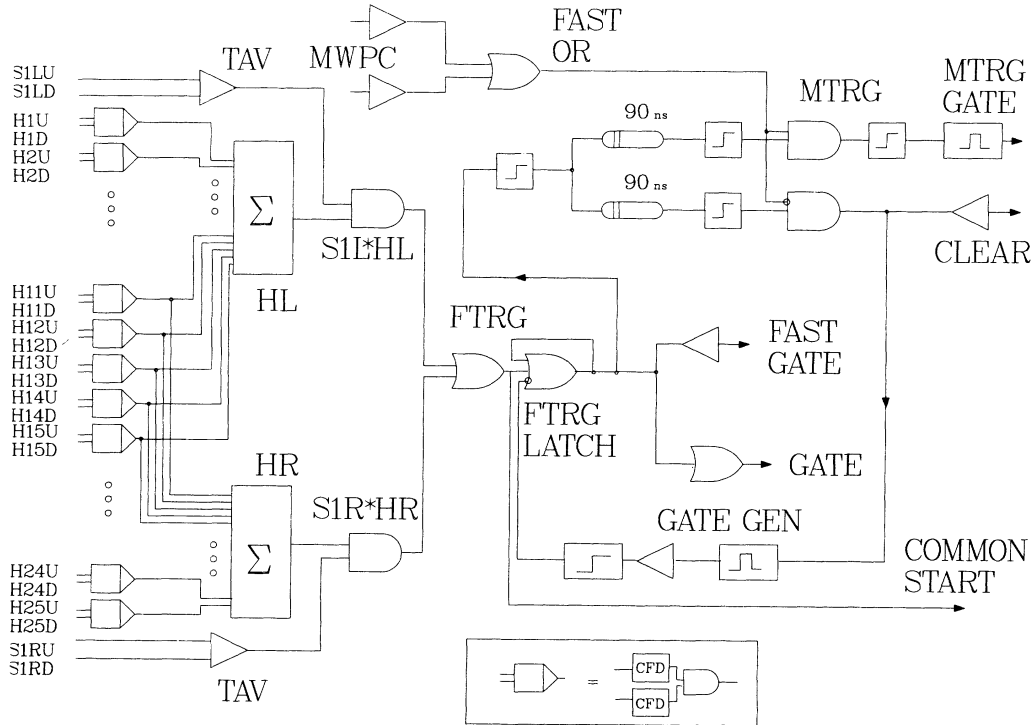 FAST
OR
TAV
MWPC
S1LU
S1LD
MTRG
MTRG
GATE
H1U
H1D
H2U
H2D
90 ns
90 ns
Σ
S1L*HL
CLEAR
HL
H11U
H11D
H12U
H12D
H13U
H13D
H14U
H14D
H15U
H15D
FTRG
FAST
GATE
FTRG
LATCH
HR
GATE
S1R*HR
GATE GEN
Σ
COMMON
START
H24U
H24D
H25U
H25D
S1RU
S1RD
TAV
=
CFD
CFD